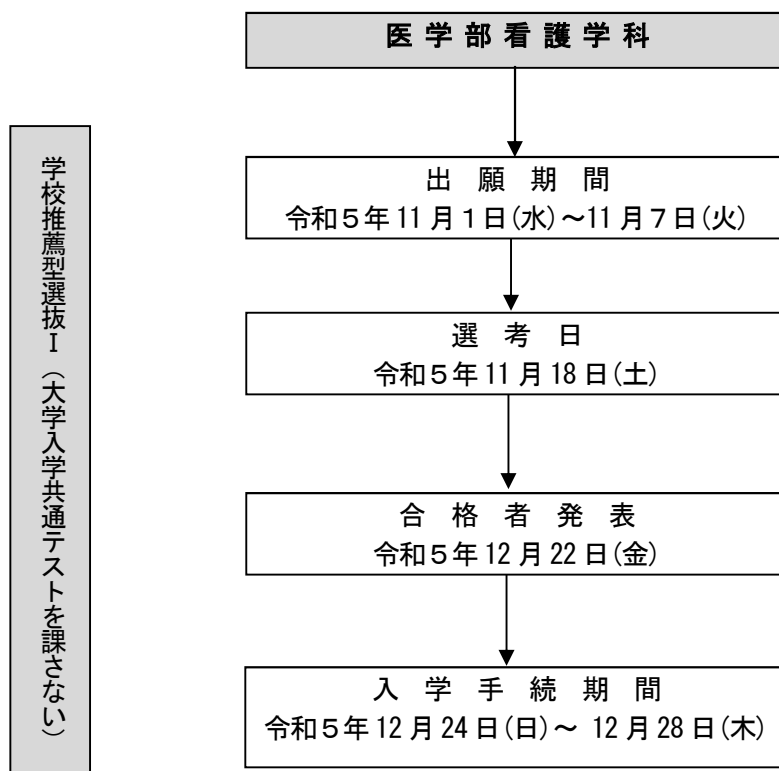 医学部看護学科
学校推薦型選抜Ⅰ（大学入学共通テストを課さない）
出願期間
令和５年11月１日(水)～11月７日(火)
選考日
令和５年11月18日(土)
合格者発表
令和５年12月22日(金)
入学手続期間
令和５年12月24日(日)～ 12月28日(木)